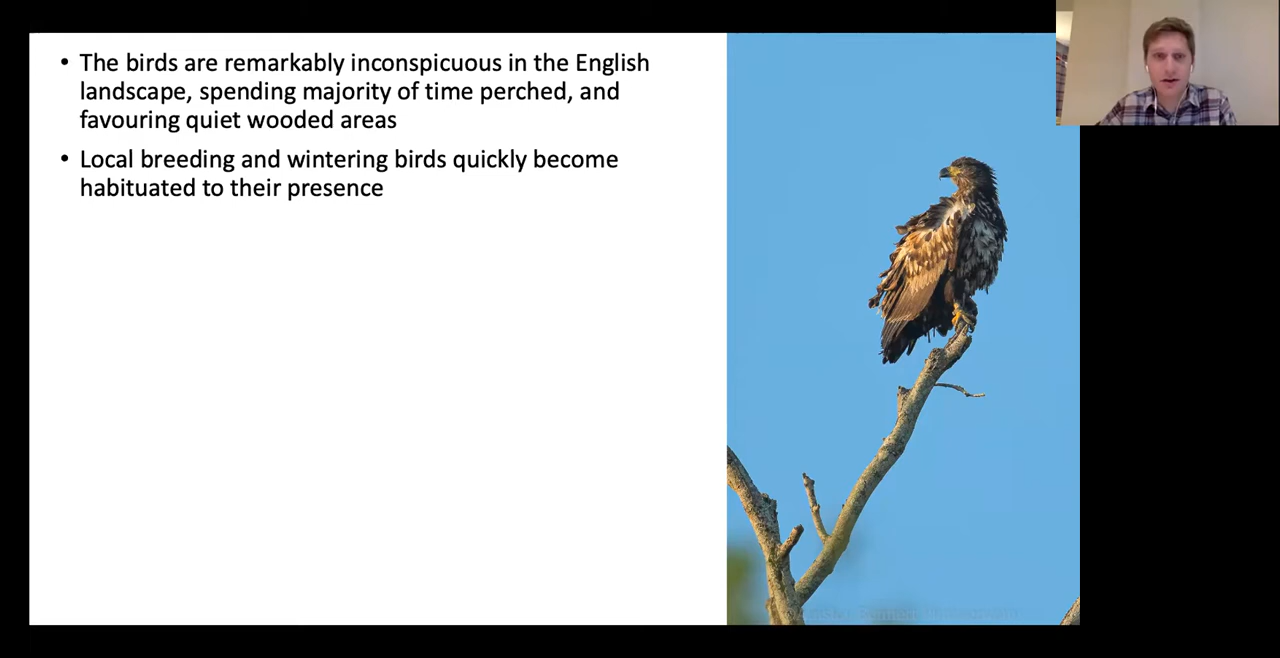 • The birds are remarkably inconspicuous in the English
landscape, spending majority of time perched, and
favouring quiet wooded areas
• Local breeding and wintering birds quickly become
habituated to their presence